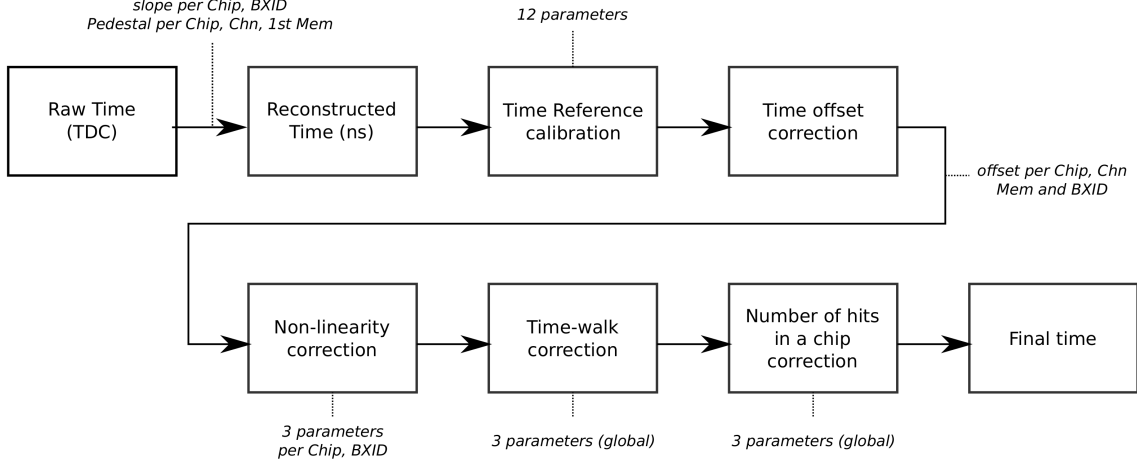 slope per Chip, BXID
Pedestal per Chip, Chn, 1st Mem
12 parameters
Raw Time
(TDC)
Reconstructed
Time (ns)
Time Reference
calibration
Time offset
correction
offset per Chip, Chn
Mem and BXID
Non-linearity
correction
Time-walk
correction
Number of hits
in a chip
correction
Final time
3 parameters
per Chip, BXID
3 parameters (global)
3 parameters (global)